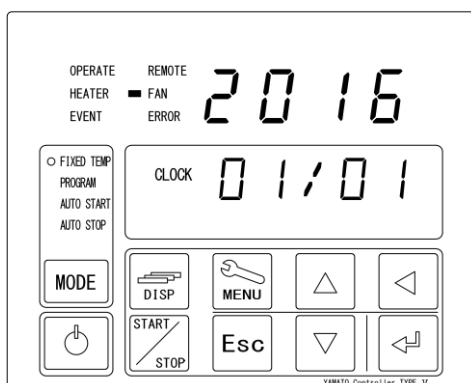 OPERATE REMOTE
HEATER FAN
EVENT ERROR
2016
FIXED TEMP
PROGRAM
AUTO START
AUTO STOP
CLOCK 01/01
MODE
DISP
MENU
START
STOP
Esc
YAMATO Controller TYPE V